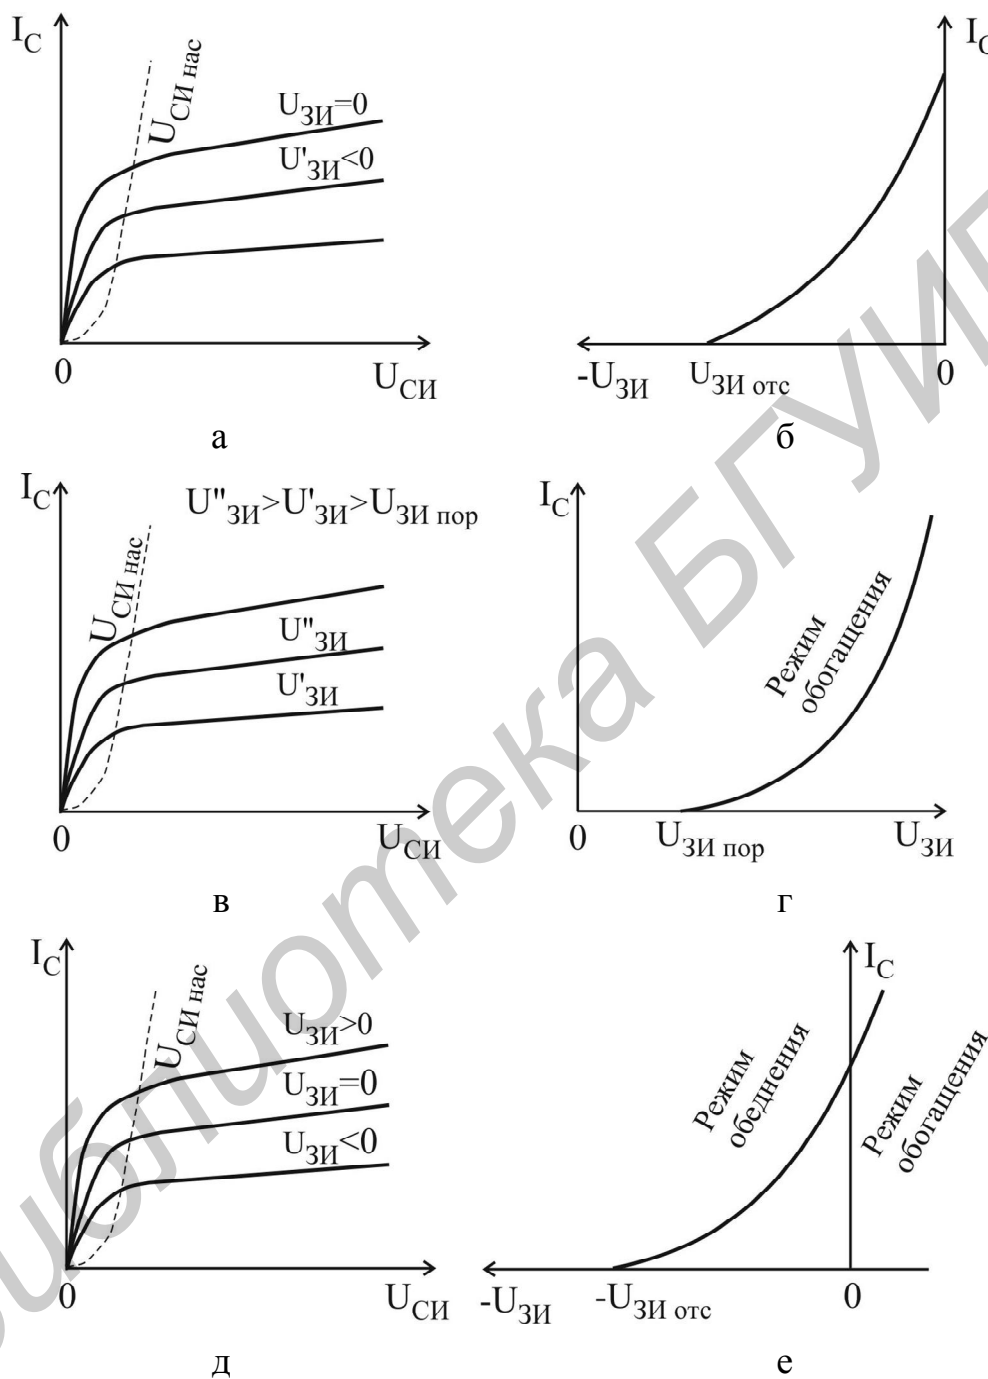 I_C
U_СИ нас
U_ЗИ=0
U'_ЗИ<0
0
U_СИ
а
I_C
-U_ЗИ
U_ЗИ отс
0
б
I_C
U''_ЗИ>U'_ЗИ>U_ЗИ пор
U_СИ нас
U''_ЗИ
U'_ЗИ
0
U_СИ
в
I_C
Режим
обогащения
0
U_ЗИ пор
U_ЗИ
г
I_C
U_СИ нас
U_ЗИ>0
U_ЗИ=0
U_ЗИ<0
0
U_СИ
д
I_C
Режим
обеднения
Режим
обогащения
-U_ЗИ
-U_ЗИ отс
0
е
Библиотека БГУИР